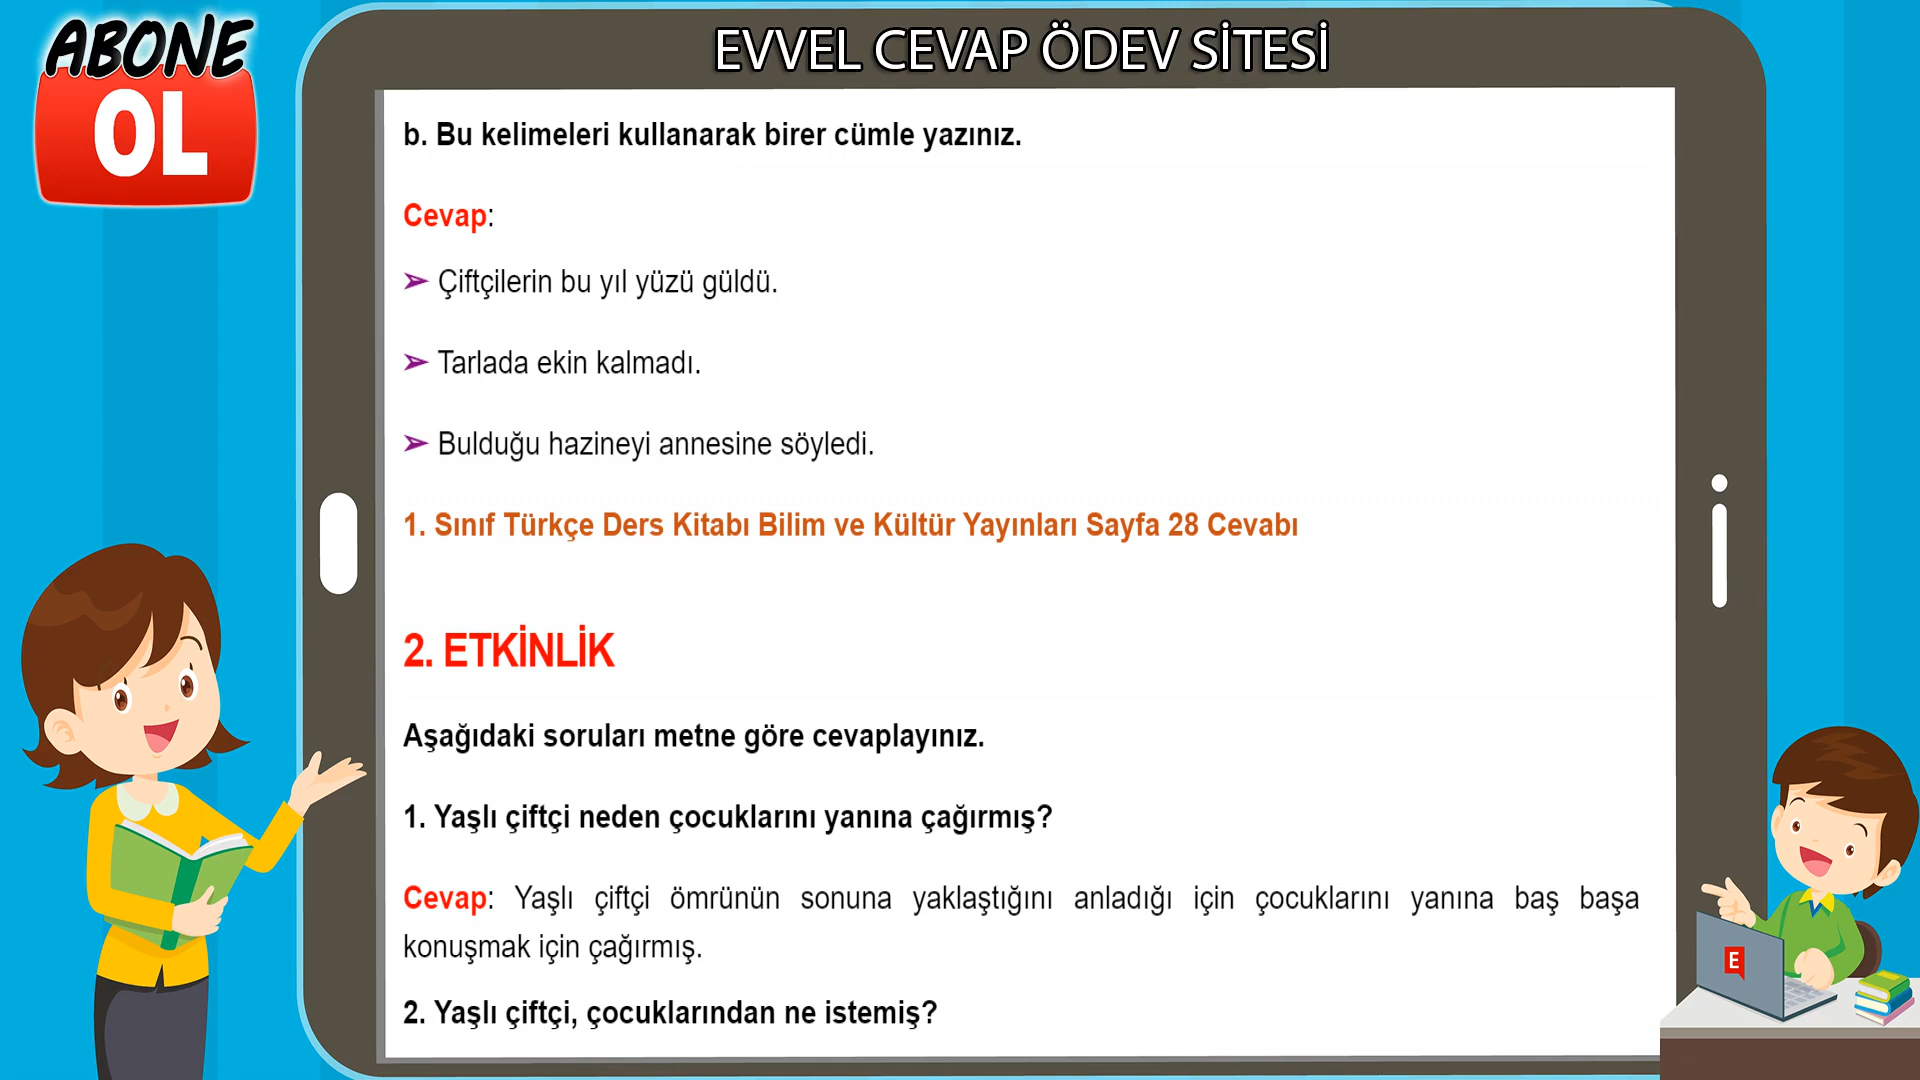 ABONE
OL
EVVEL CEVAP ÖDEV SİTESİ
b. Bu kelimeleri kullanarak birer cümle yazınız.
Cevap:
➢ Çiftçilerin bu yıl yüzü güldü.
➢ Tarlada ekin kalmadı.
➢ Bulduğu hazineyi annesine söyledi.
1. Sınıf Türkçe Ders Kitabı Bilim ve Kültür Yayınları Sayfa 28 Cevabı
2. ETKİNLİK
Aşağıdaki soruları metne göre cevaplayınız.
1. Yaşlı çiftçi neden çocuklarını yanına çağırmış?
Cevap: Yaşlı çiftçi ömrünün sonuna yaklaştığını anladığı için çocuklarını yanına baş başa
konuşmak için çağırmış.
2. Yaşlı çiftçi, çocuklarından ne istemiş?
E